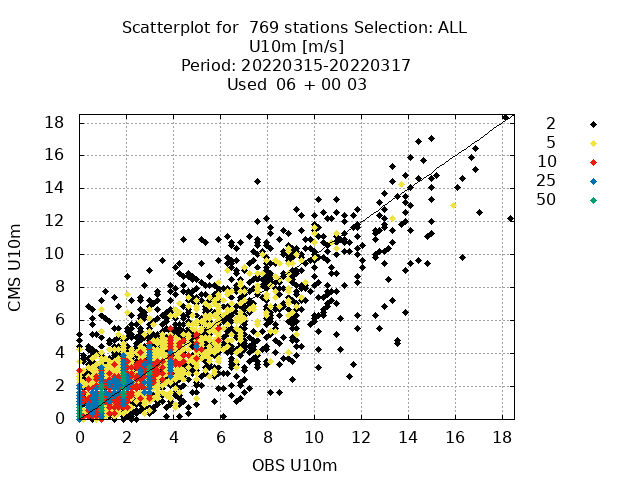 Scatterplot for  769 stations Selection: ALL
U10m [m/s]
Period: 20220315-20220317
Used  06 + 00 03
18
16
14
12
10
8
6
4
2
0
CMS U10m
0 2 4 6 8 10 12 14 16 18
OBS U10m
2
5
10
25
50